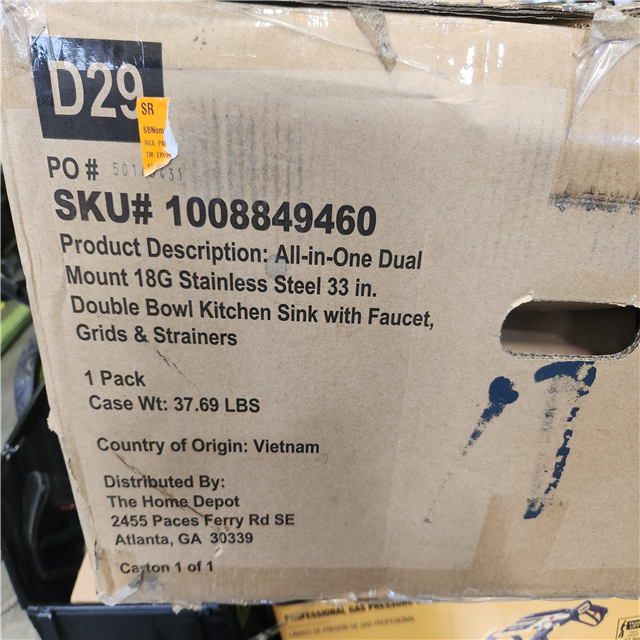 D29
SR
PO #
SKU# 1008849460
Product Description: All-in-One Dual
Mount 18G Stainless Steel 33 in.
Double Bowl Kitchen Sink with Faucet,
Grids & Strainers
1 Pack
Case Wt: 37.69 LBS
Country of Origin: Vietnam
Distributed By:
The Home Depot
2455 Paces Ferry Rd SE
Atlanta, GA 30339
Carton 1 of 1
PROFESSIONAL GAS PRESSURE